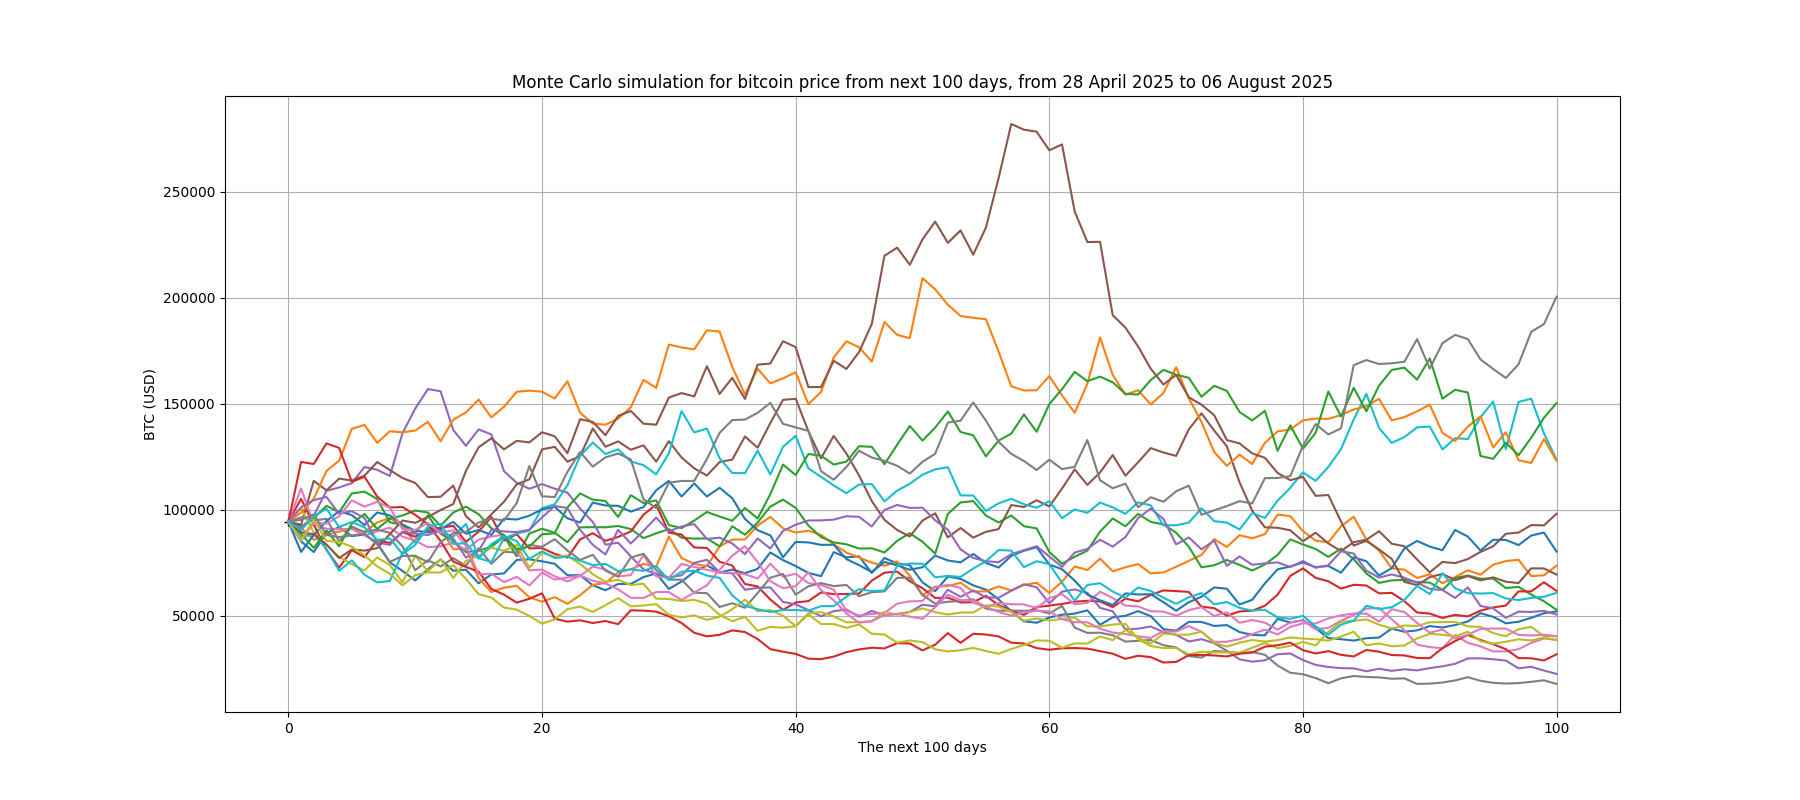 Monte Carlo simulation for bitcoin price from next 100 days, from 28 April 2025 to 06 August 2025
BTC (USD)
250000
200000
150000
100000
50000
0 20 40 60 80 100
The next 100 days